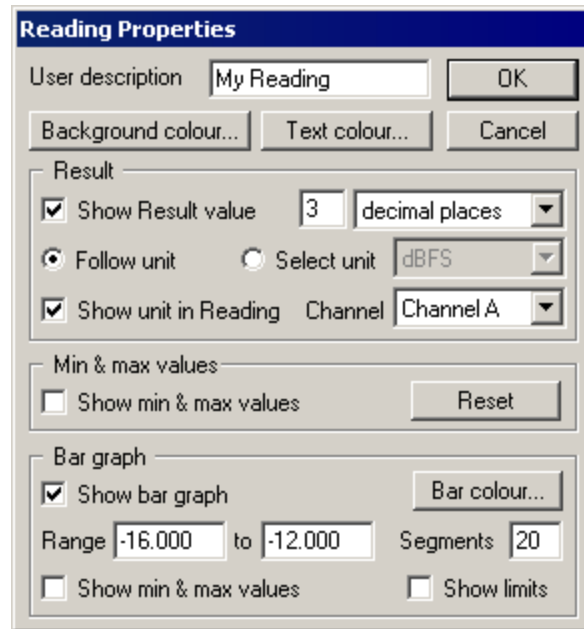 Reading Properties
User description My Reading OK
Background colour... Text colour... Cancel
Result
Show Result value 3 decimal places
Follow unit Select unit dBFS
Show unit in Reading Channel Channel A
Min & max values
Show min & max values Reset
Bar graph
Show bar graph Bar colour...
Range -16.000 to -12.000 Segments 20
Show min & max values Show limits